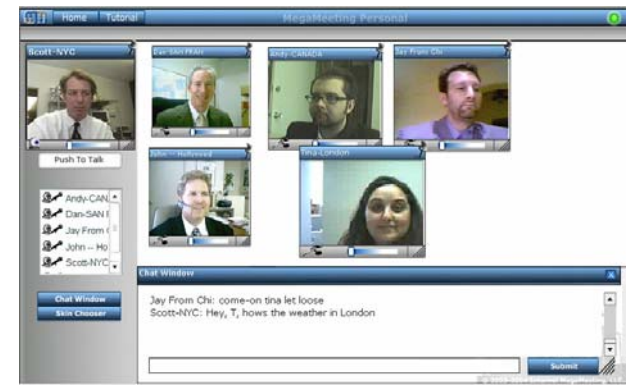 Home Tutorial
MegaMeeting Personal
Scott-NYC
Dan-SAN FRAN
Andy-CANADA
Jay From Chi
John -- Hollywood
Tina-London
Push To Talk
Andy-CAN
Dan-SAN F
Jay From (
John -- Ho
Scott-NYC
Chat Window
Skin Chooser
Chat Window
Jay From Chi: come-on tina let loose
Scott-NYC: Hey, T, hows the weather in London
Submit